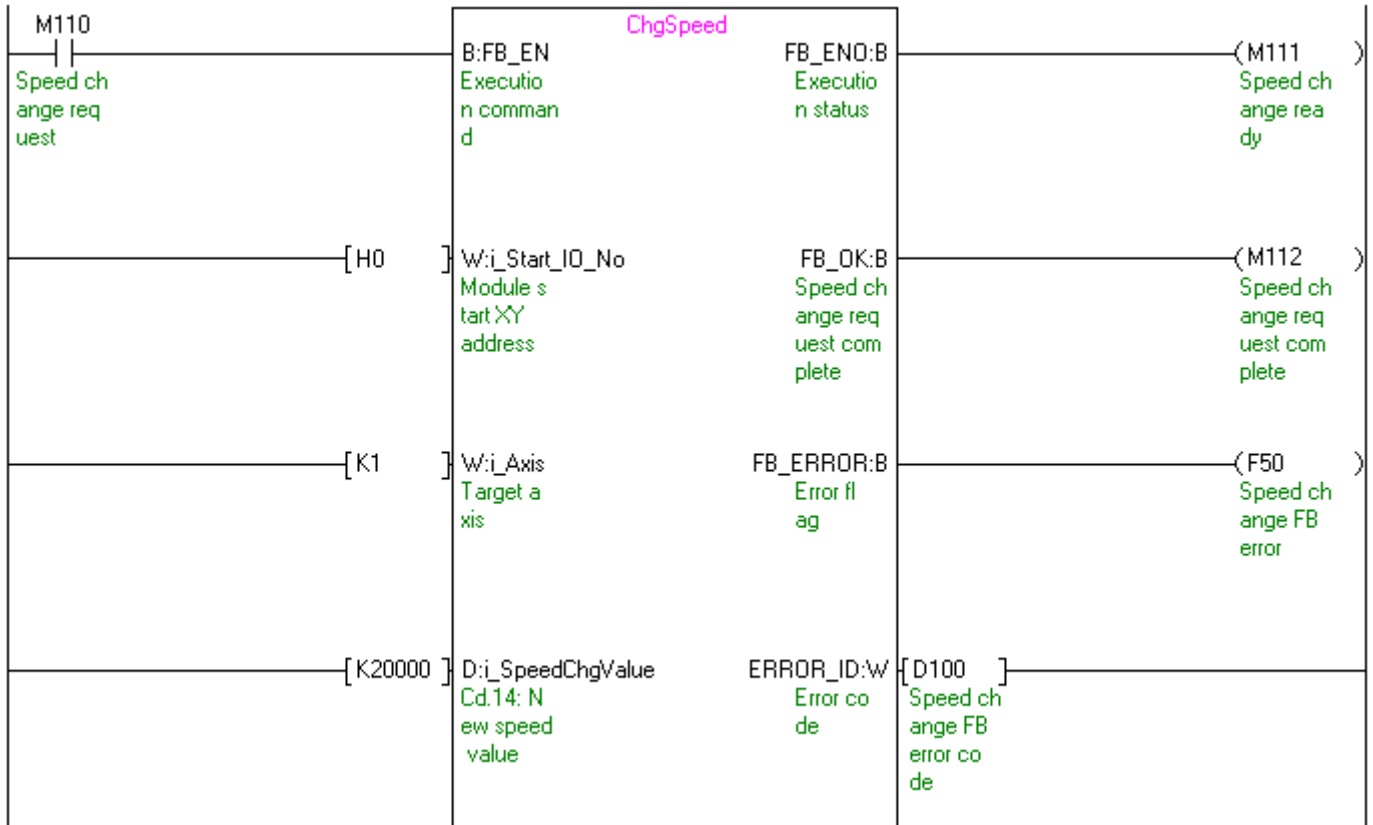 M110
ChgSpeed
B:FB_EN
FB_ENO:B
(M111 )
Speed ch
ange req
uest
Executio
n comman
d
Executio
n status
Speed ch
ange rea
dy
[H0 ]
W:i_Start_IO_No
FB_OK:B
(M112 )
Module s
tart XY
address
Speed ch
ange req
uest com
plete
Speed ch
ange req
uest com
plete
[K1 ]
W:i_Axis
FB_ERROR:B
(F50 )
Target a
xis
Error fl
ag
Speed ch
ange FB
error
[K20000 ]
D:i_SpeedChgValue
ERROR_ID:W
[D100 ]
Cd.14: N
ew speed
value
Error co
de
Speed ch
ange FB
error co
de